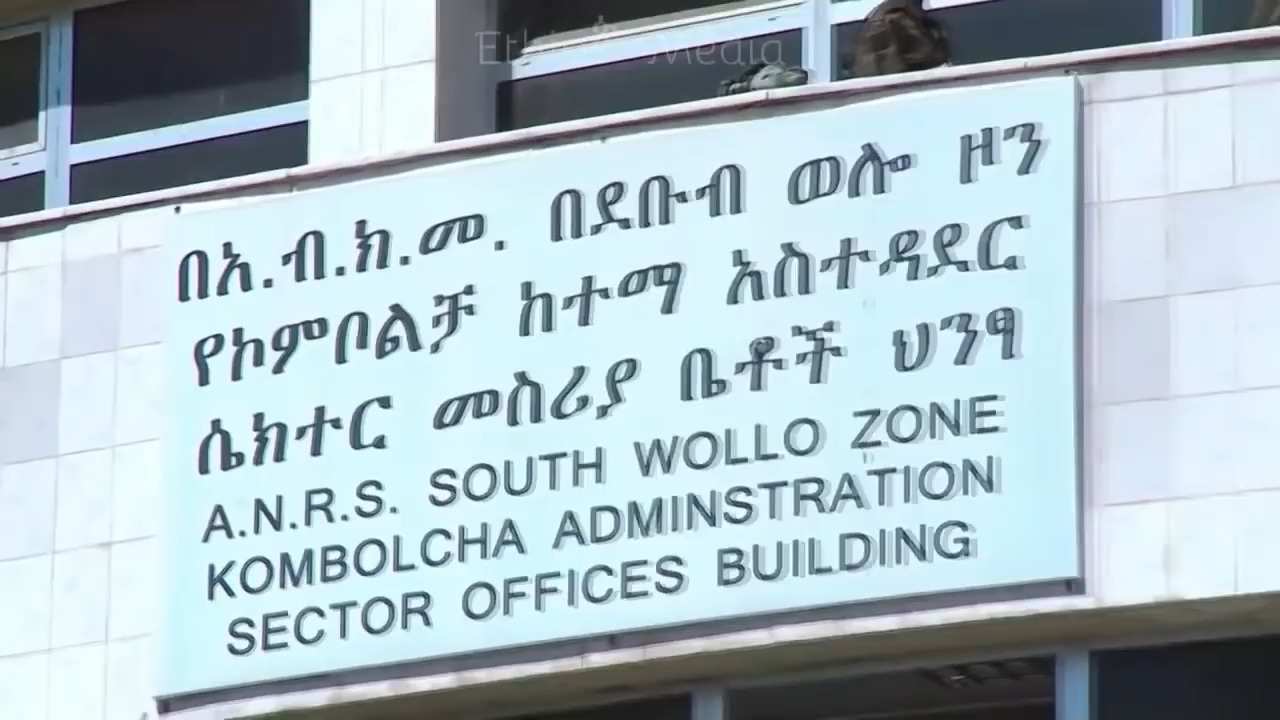 በአ.ብ.ክ.መ. በደቡብ ወሎ ዞን
የኮምቦልቻ ከተማ አስተዳደር
ሴክተር መስሪያ ቤቶች ህንፃ
A.N.R.S. SOUTH WOLLO ZONE
KOMBOLCHA ADMINSTRATION
SECTOR OFFICES BUILDING
Media